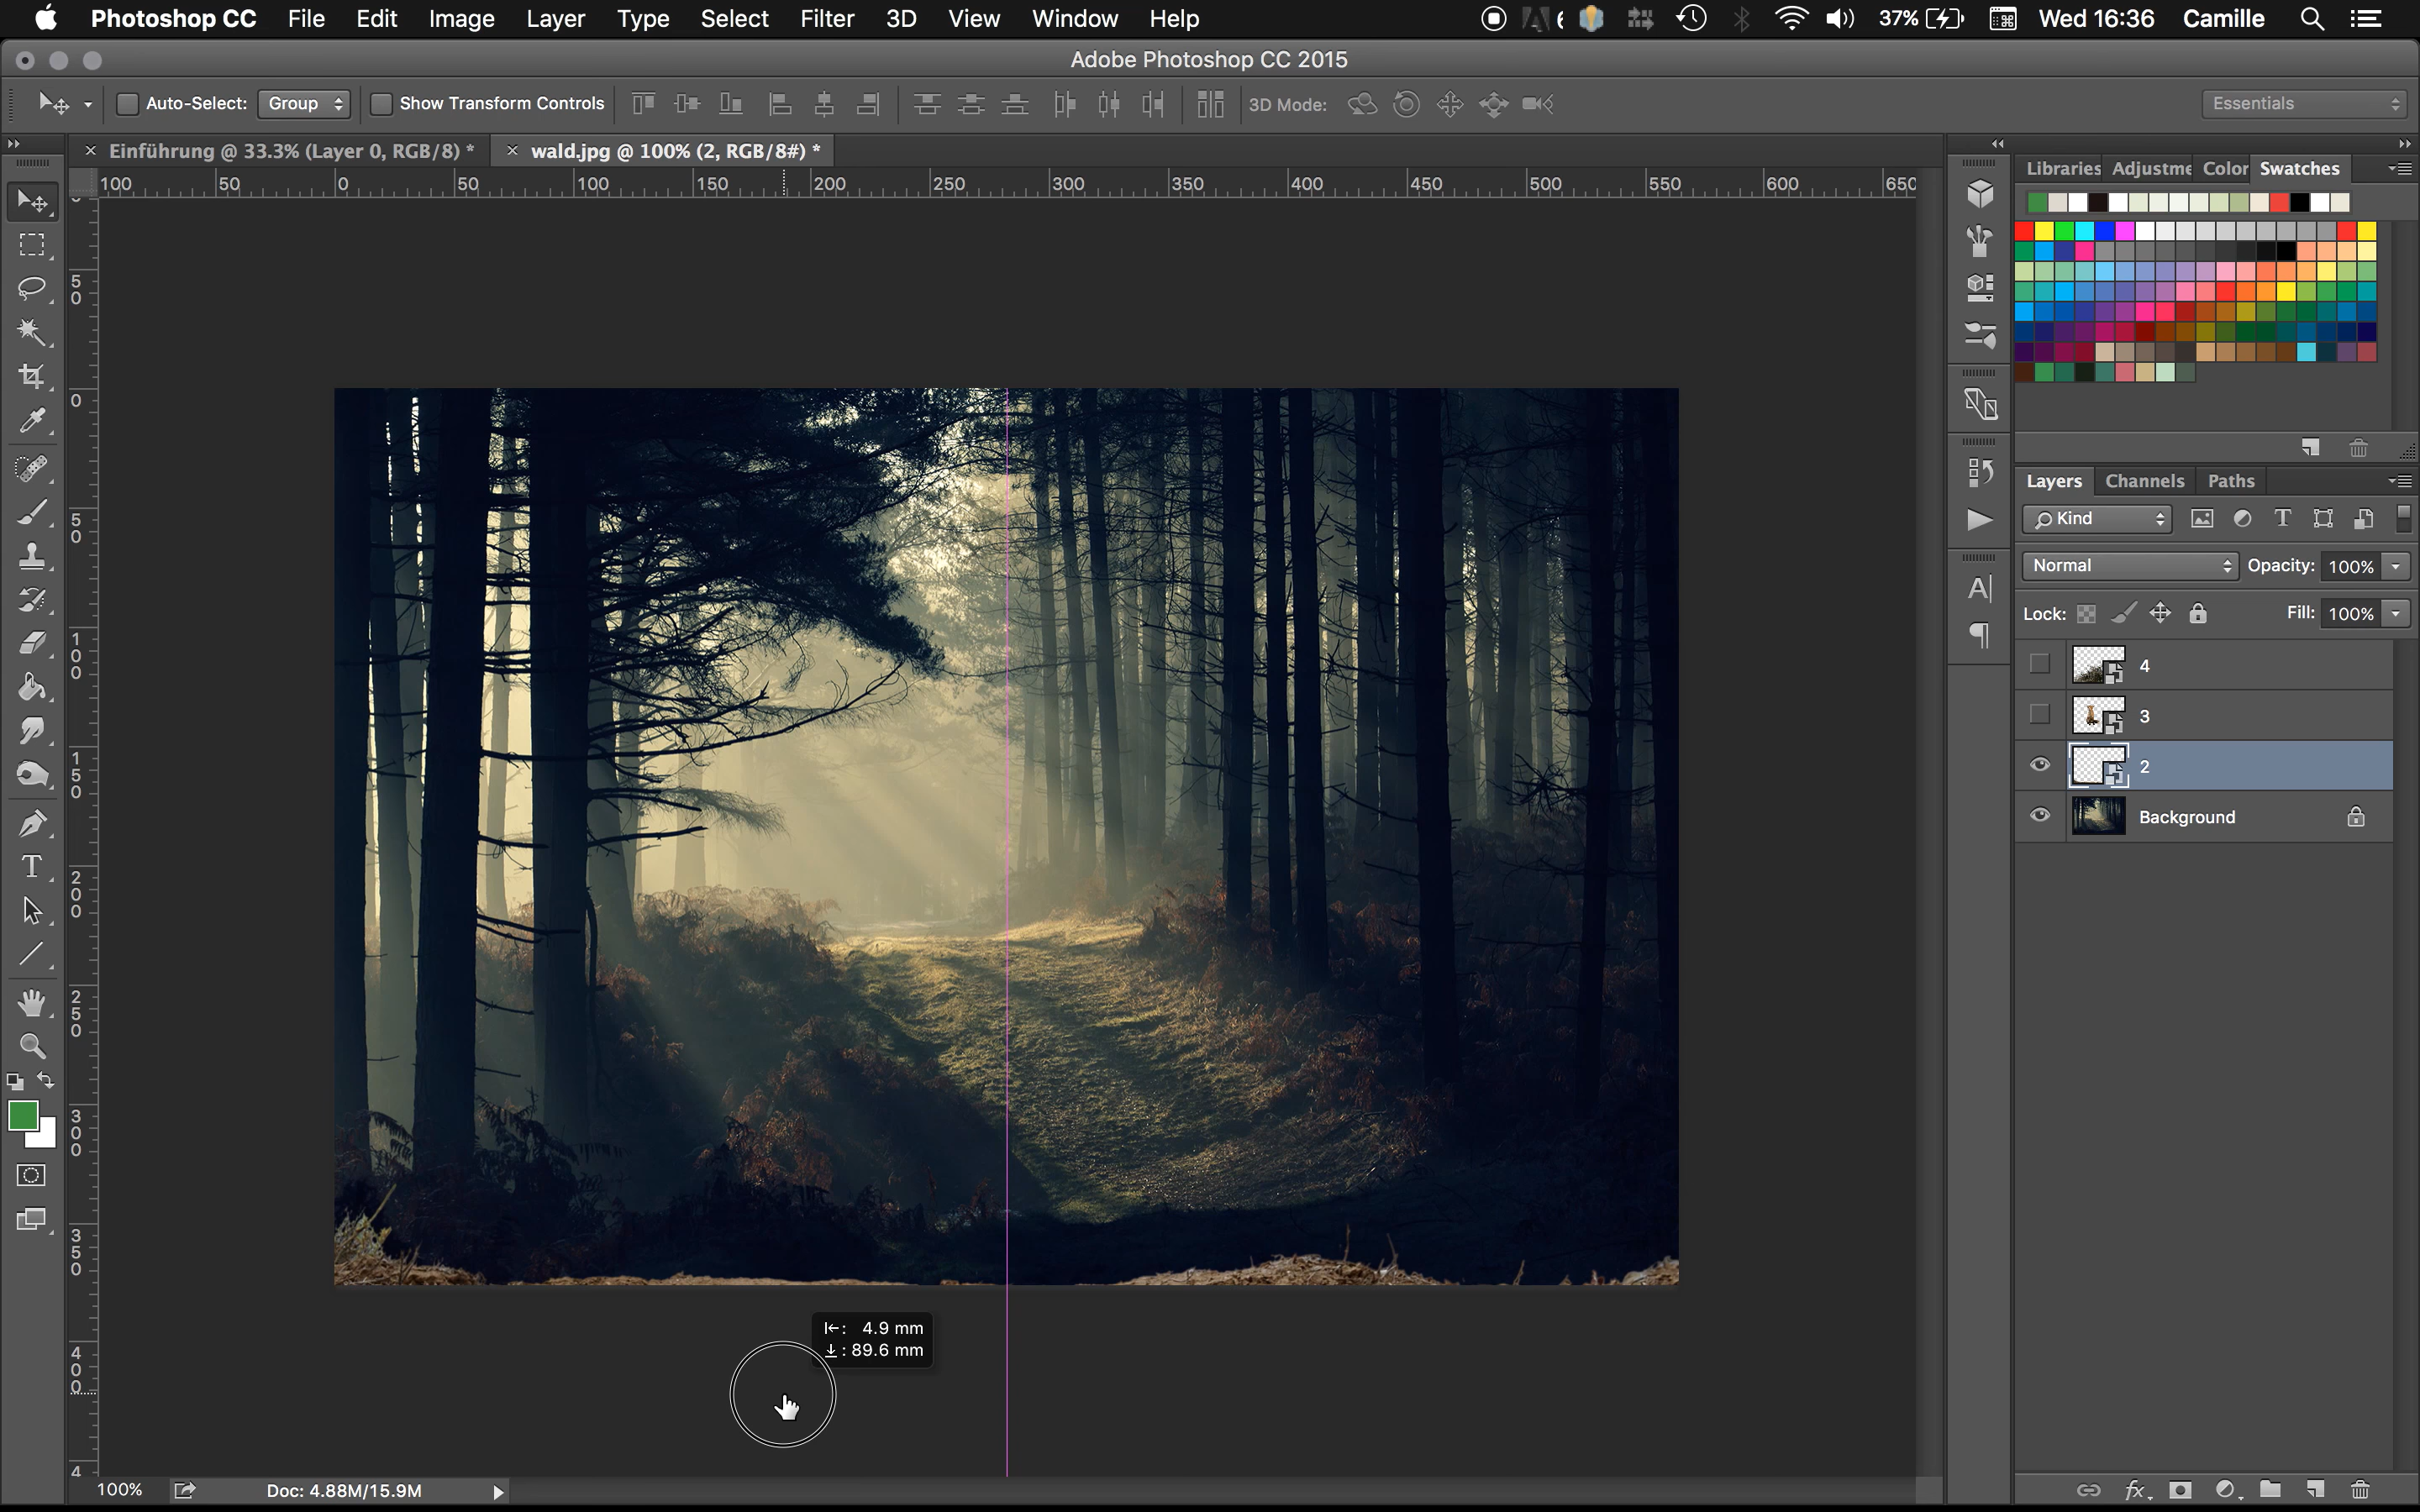 Photoshop CC File Edit Image Layer Type Select Filter 3D View Window Help 37% Wed 16:36 Camille
Adobe Photoshop CC 2015
Auto-Select: Group Show Transform Controls 3D Mode: Essentials
× Einführung @ 33.3% (Layer 0, RGB/8) * × wald.jpg @ 100% (2, RGB/8#) *
100 50 0 50 100 150 200 250 300 350 400 450 500 550 600 650
Libraries Adjustme Color Swatches
50
0
50
100
150
200
250
300
350
400
4
Layers Channels Paths
Kind
Normal Opacity: 100%
Lock: Fill: 100%
4
3
2
Background
4.9 mm
: 89.6 mm
100% Doc: 4.88M/15.9M
fx